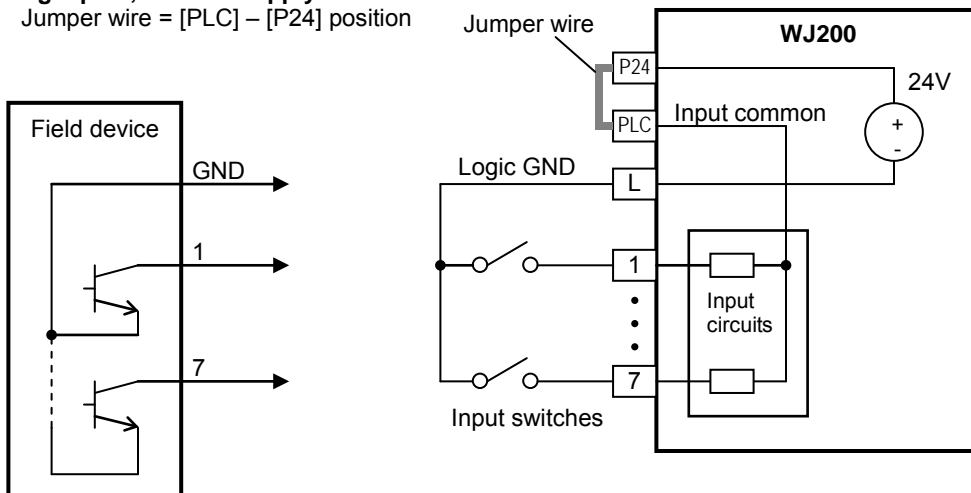 Jumper wire = [PLC] – [P24] position
Jumper wire
WJ200
P24
24V
Field device
PLC
Input common
+
-
GND
Logic GND
L
1
1
Input
circuits
7
7
Input switches